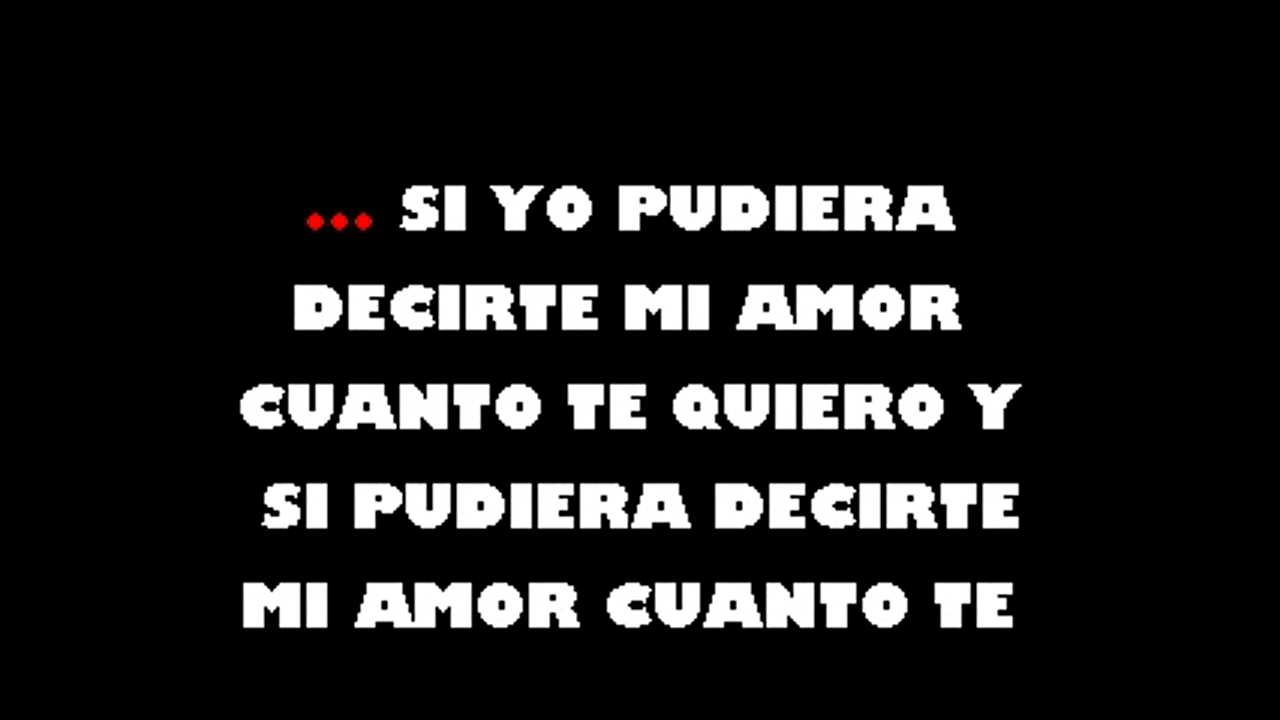 ... SI YO PUDIERA
DECIRTE MI AMOR
CUANTO TE QUIERO Y
SI PUDIERA DECIRTE
MI AMOR CUANTO TE